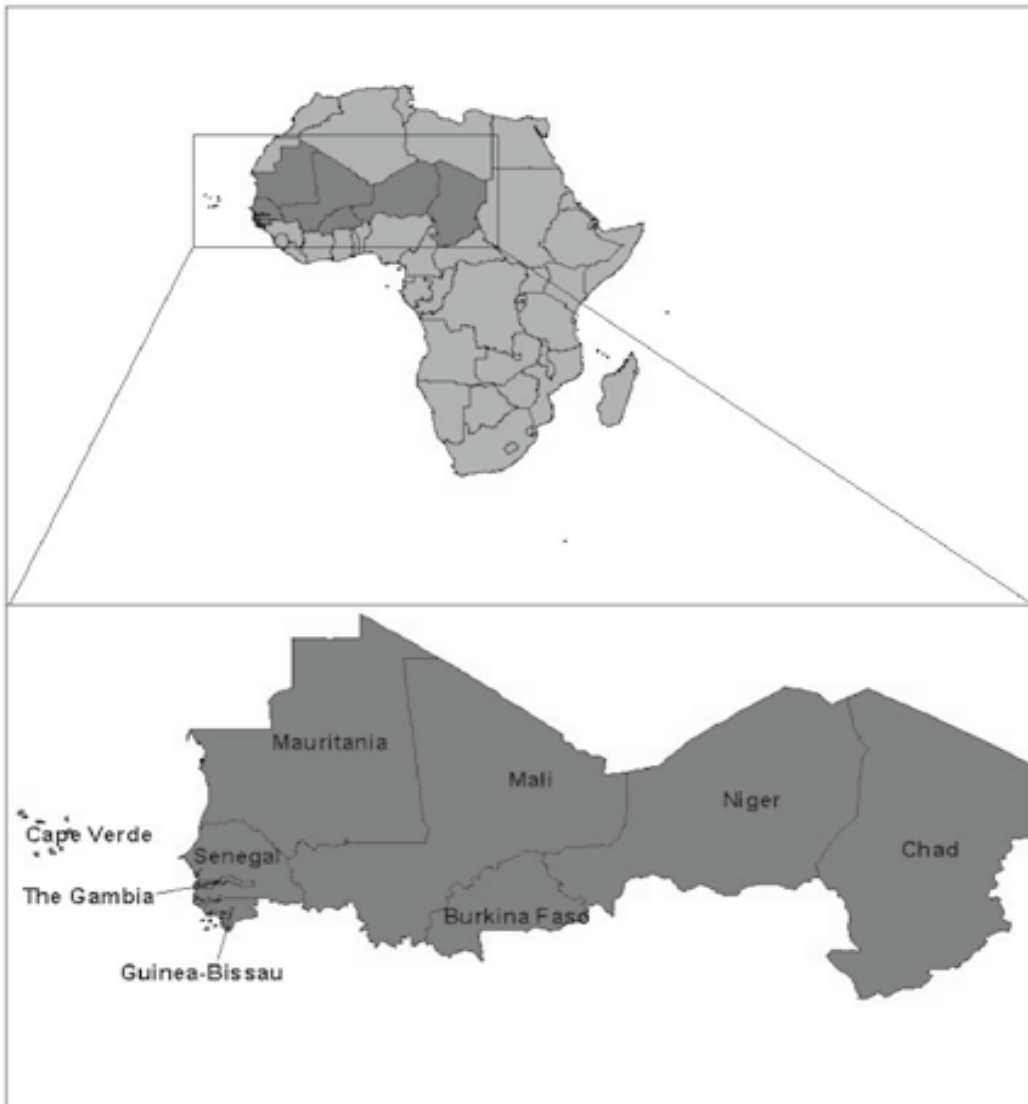 Mauritania
Mali
Niger
Cape Verde
Senegal
Chad
The Gambia
Burkina Faso
Guinea-Bissau